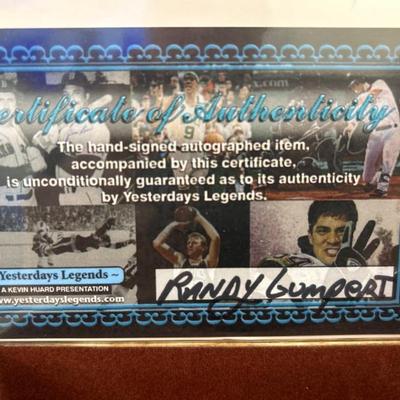 ertificate of Authenticity
The hand-signed autographed item,
accompanied by this certificate,
is unconditionally guaranteed as to its authenticity
by Yesterdays Legends.
Yesterdays Legends ~
A KEVIN HUARD PRESENTATION
www.yesterdayslegends.com
RANDY GUMPERT